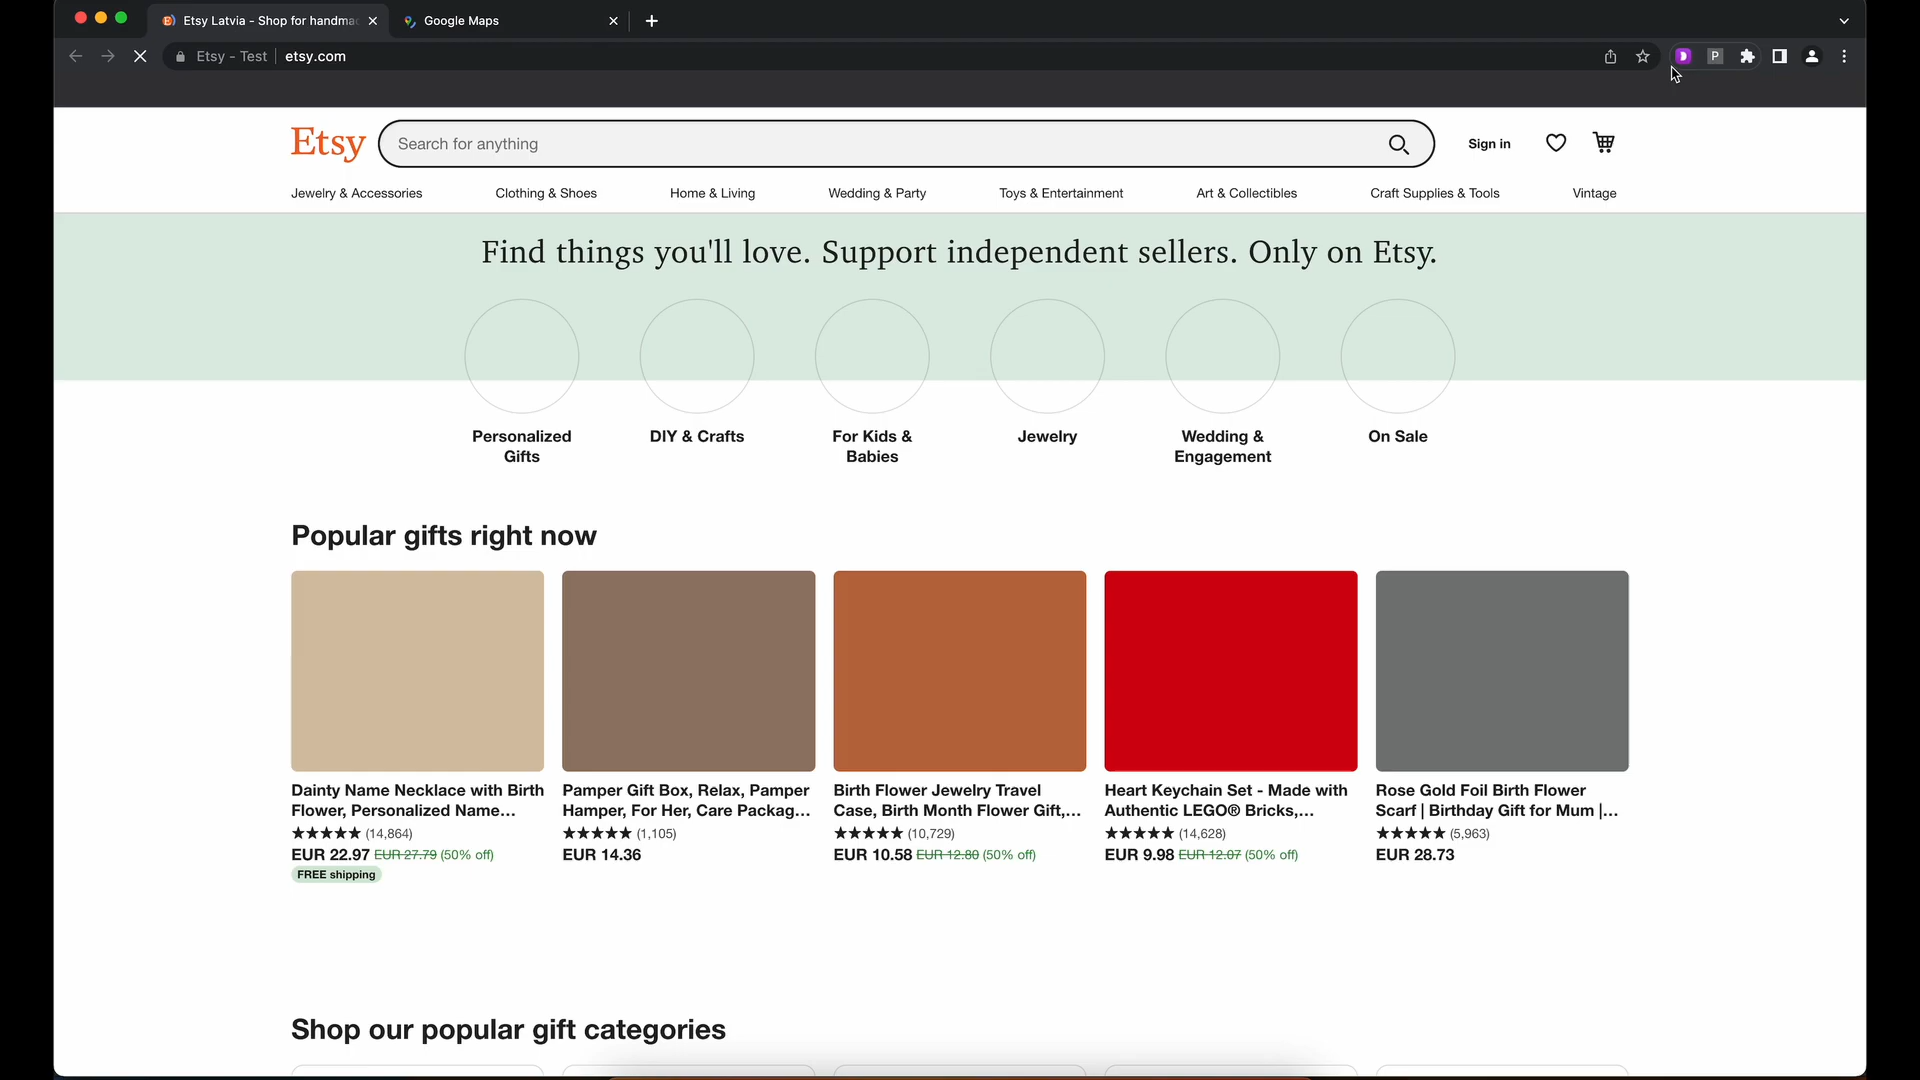 Etsy Latvia - Shop for handma
Google Maps
Etsy - Test
etsy.com
P
Etsy
Search for anything
Sign in
Jewelry & Accessories
Clothing & Shoes
Home & Living
Wedding & Party
Toys & Entertainment
Art & Collectibles
Craft Supplies & Tools
Vintage
Find things you'll love. Support independent sellers. Only on Etsy.
Personalized
Gifts
DIY & Crafts
For Kids &
Babies
Jewelry
Wedding &
Engagement
On Sale
Popular gifts right now
Dainty Name Necklace with Birth
Flower, Personalized Name...
★★★★★ (14,864)
EUR 22.97 EUR 27.79 (50% off)
FREE shipping
Pamper Gift Box, Relax, Pamper
Hamper, For Her, Care Packag...
★★★★★ (1,105)
EUR 14.36
Birth Flower Jewelry Travel
Case, Birth Month Flower Gift,...
★★★★★ (10,729)
EUR 10.58 EUR 12.80 (50% off)
Heart Keychain Set - Made with
Authentic LEGO® Bricks,...
★★★★★ (14,628)
EUR 9.98 EUR 12.07 (50% off)
Rose Gold Foil Birth Flower
Scarf | Birthday Gift for Mum |...
★★★★★ (5,963)
EUR 28.73
Shop our popular gift categories